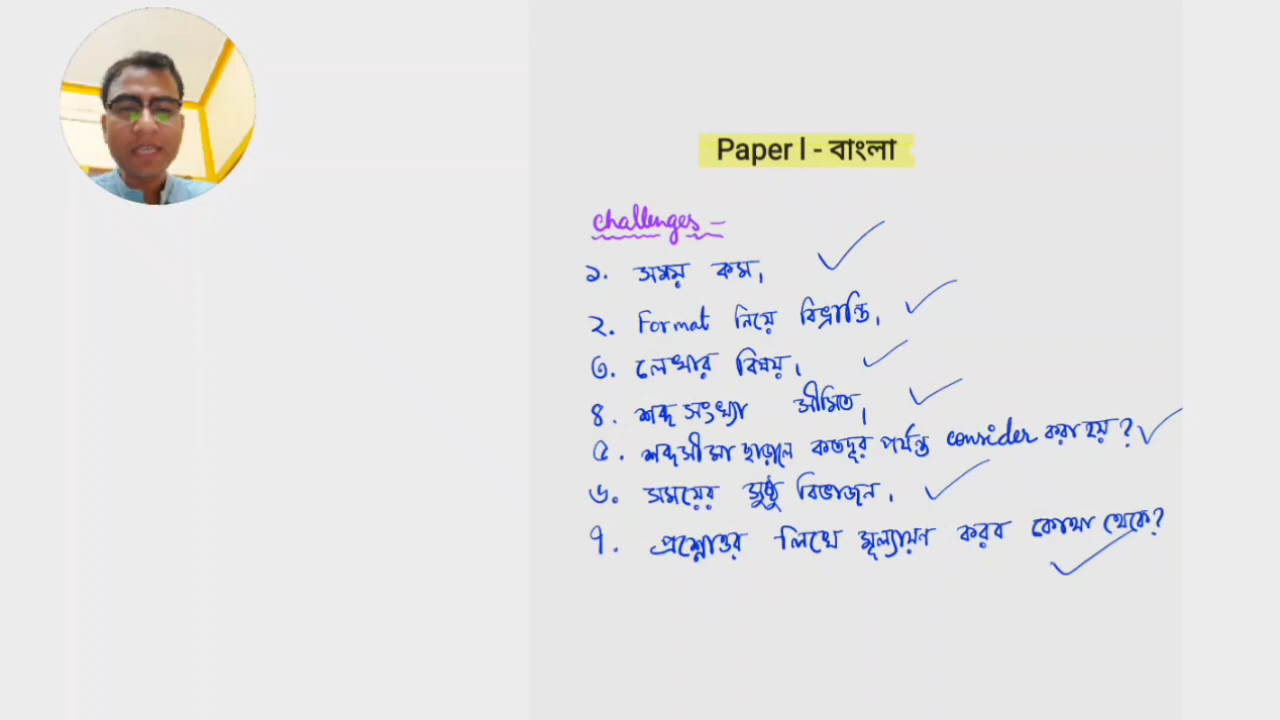 Paper I - বাংলা
challenges -
১. সময় কম।
২. Format নিয়ে বিভ্রান্তি।
৩. লেখার বিষয়।
৪. শব্দ সংখ্যা সীমিত।
৫. শব্দসীমা ছাড়ালে কতদূর পর্যন্ত consider করা হয়?
৬. সময়ের সুষ্ঠু বিভাজন।
৭. প্রশ্নোত্তর লিখে মূল্যায়ণ করব কোথা থেকে?